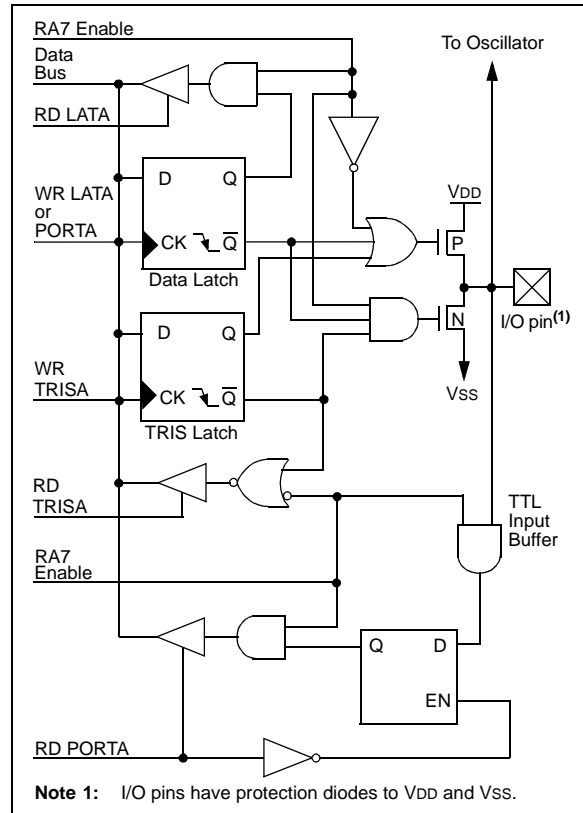 RA7 Enable
Data
Bus
To Oscillator
RD LATA
WR LATA
or
PORTA
D
Q
CK
Q̅
Data Latch
VDD
P
N
I/O pin(1)
VSS
WR
TRISA
D
Q
CK
Q̅
TRIS Latch
RD
TRISA
TTL
Input
Buffer
RA7
Enable
Q
D
EN
RD PORTA
Note 1: I/O pins have protection diodes to VDD and VSS.